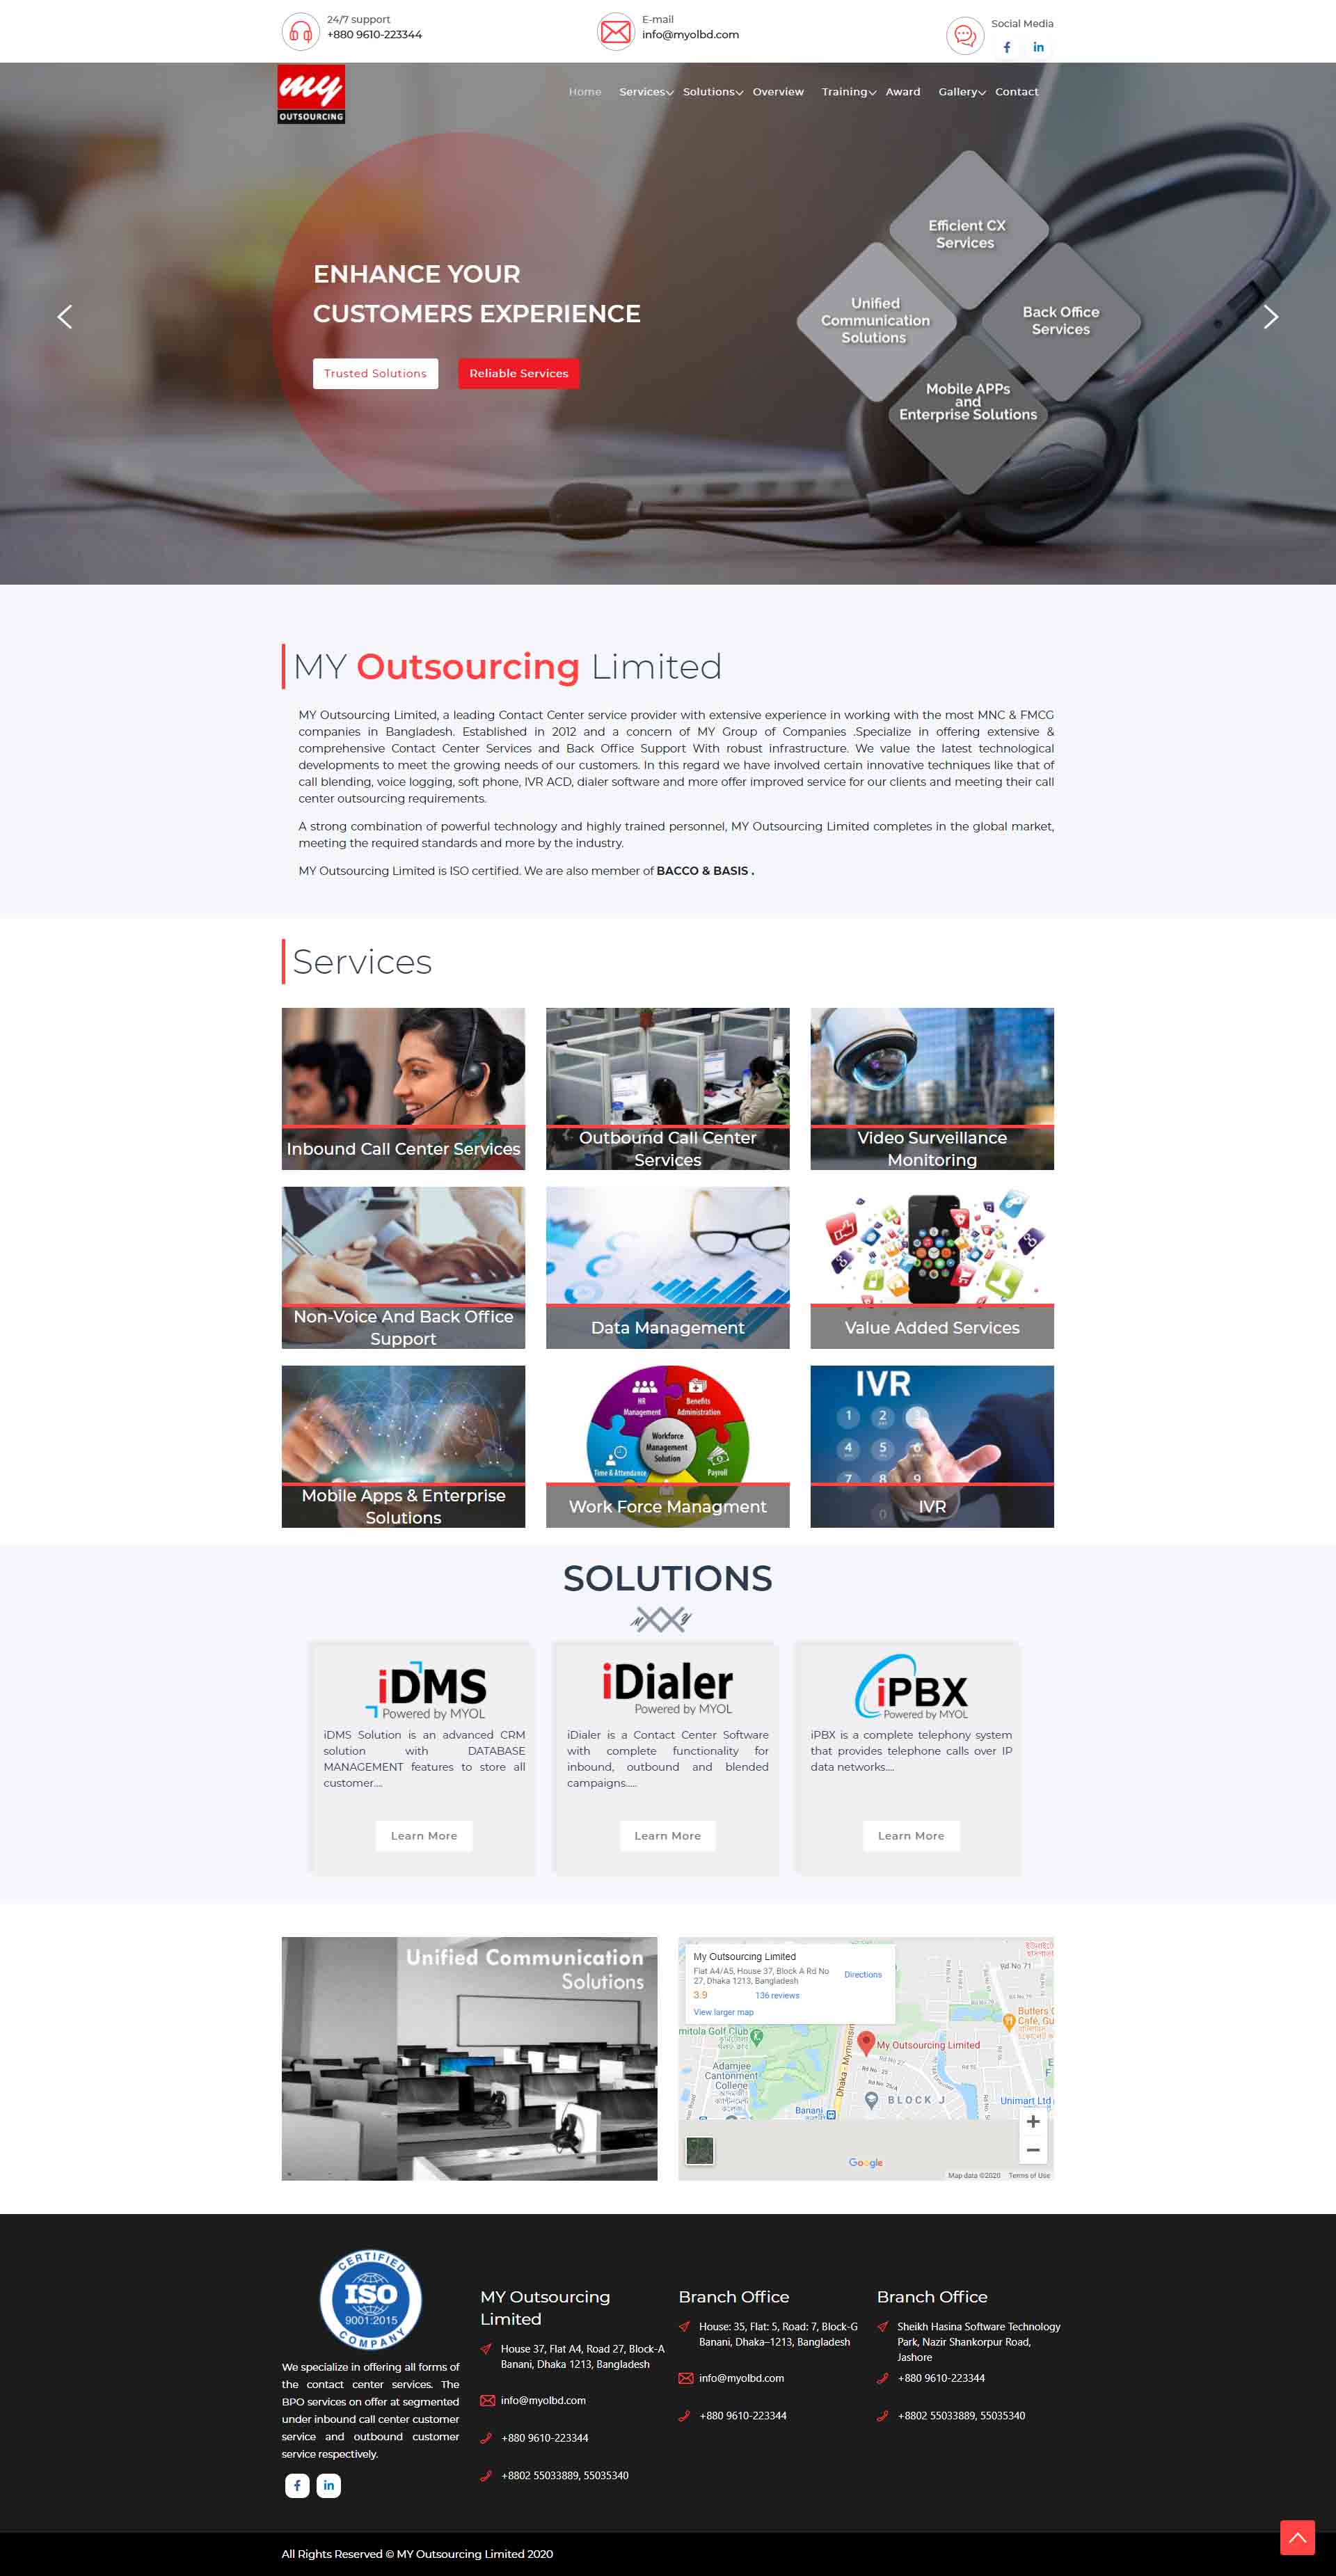 24/7 support
+880 9610-223344
E-mail
info@myolbd.com
Social Media
my
OUTSOURCING
Home Services Solutions Overview Training Award Gallery Contact
ENHANCE YOUR
CUSTOMERS EXPERIENCE
Trusted Solutions
Reliable Services
Efficient CX
Services
Unified
Communication
Solutions
Back Office
Services
Mobile APPs
and
Enterprise Solutions
MY Outsourcing Limited
MY Outsourcing Limited, a leading Contact Center service provider with extensive experience in working with the most MNC & FMCG
companies in Bangladesh. Established in 2012 and a concern of MY Group of Companies .Specialize in offering extensive &
comprehensive Contact Center Services and Back Office Support With robust infrastructure. We value the latest technological
developments to meet the growing needs of our customers. In this regard we have involved certain innovative techniques like that of
call blending, voice logging, soft phone, IVR ACD, dialer software and more offer improved service for our clients and meeting their call
center outsourcing requirements.
A strong combination of powerful technology and highly trained personnel, MY Outsourcing Limited completes in the global market,
meeting the required standards and more by the industry.
MY Outsourcing Limited is ISO certified. We are also member of BACCO & BASIS .
Services
Inbound Call Center Services
Outbound Call Center
Services
Video Surveillance
Monitoring
Non-Voice And Back Office
Support
Data Management
Value Added Services
Mobile Apps & Enterprise
Solutions
HR
Management
Benefits
Administration
Workforce
Management
Solution
Time & Attendance
Payroll
Work Force Managment
IVR
1 2 3
4 5 6
7 8 9
0
IVR
SOLUTIONS
M Y
iDMS
Powered by MYOL
iDMS Solution is an advanced CRM
solution with DATABASE
MANAGEMENT features to store all
customer....
Learn More
iDialer
Powered by MYOL
iDialer is a Contact Center Software
with complete functionality for
inbound, outbound and blended
campaigns.....
Learn More
iPBX
Powered by MYOL
iPBX is a complete telephony system
that provides telephone calls over IP
data networks....
Learn More
Unified Communication
Solutions
My Outsourcing Limited
Flat A4/A5, House 37, Block A Rd No
27, Dhaka 1213, Bangladesh
Directions
3.9
136 reviews
View larger map
Rd No 71
Butlers C
Café, Gu
mitola Golf Club
My Outsourcing Limited
Adamjee
Cantonment
College
Dhaka - Mymensin
BLOCK J
Banani
Unimart Ltd
Google
Map data ©2020 Terms of Use
CERTIFIED
ISO
9001:2015
COMPANY
We specialize in offering all forms of
the contact center services. The
BPO services on offer at segmented
under inbound call center customer
service and outbound customer
service respectively.
MY Outsourcing
Limited
House 37, Flat A4, Road 27, Block-A
Banani, Dhaka 1213, Bangladesh
info@myolbd.com
+880 9610-223344
+8802 55033889, 55035340
Branch Office
House: 35, Flat: 5, Road: 7, Block-G
Banani, Dhaka–1213, Bangladesh
info@myolbd.com
+880 9610-223344
Branch Office
Sheikh Hasina Software Technology
Park, Nazir Shankorpur Road,
Jashore
+880 9610-223344
+8802 55033889, 55035340
All Rights Reserved © MY Outsourcing Limited 2020